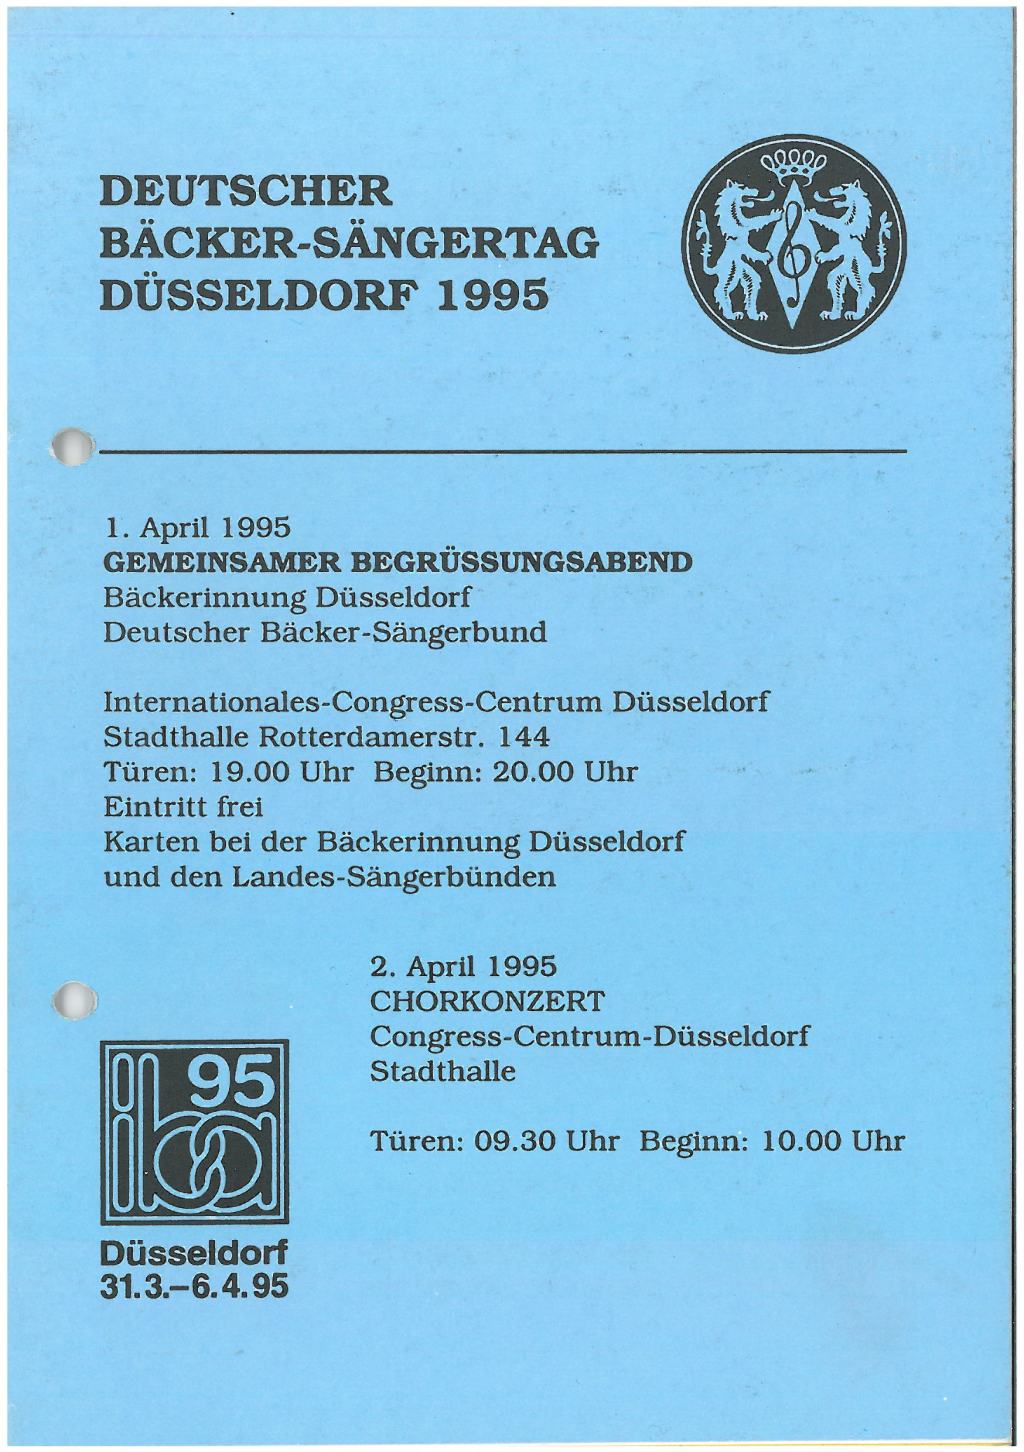 DEUTSCHER
BÄCKER-SÄNGERTAG
DÜSSELDORF 1995
1. April 1995
GEMEINSAMER BEGRÜSSUNGSABEND
Bäckerinnung Düsseldorf
Deutscher Bäcker-Sängerbund
Internationales-Congress-Centrum Düsseldorf
Stadthalle Rotterdamerstr. 144
Türen: 19.00 Uhr Beginn: 20.00 Uhr
Eintritt frei
Karten bei der Bäckerinnung Düsseldorf
und den Landes-Sängerbünden
2. April 1995
CHORKONZERT
Congress-Centrum-Düsseldorf
Stadthalle
Türen: 09.30 Uhr Beginn: 10.00 Uhr
95
iba
Düsseldorf
31.3.–6.4.95